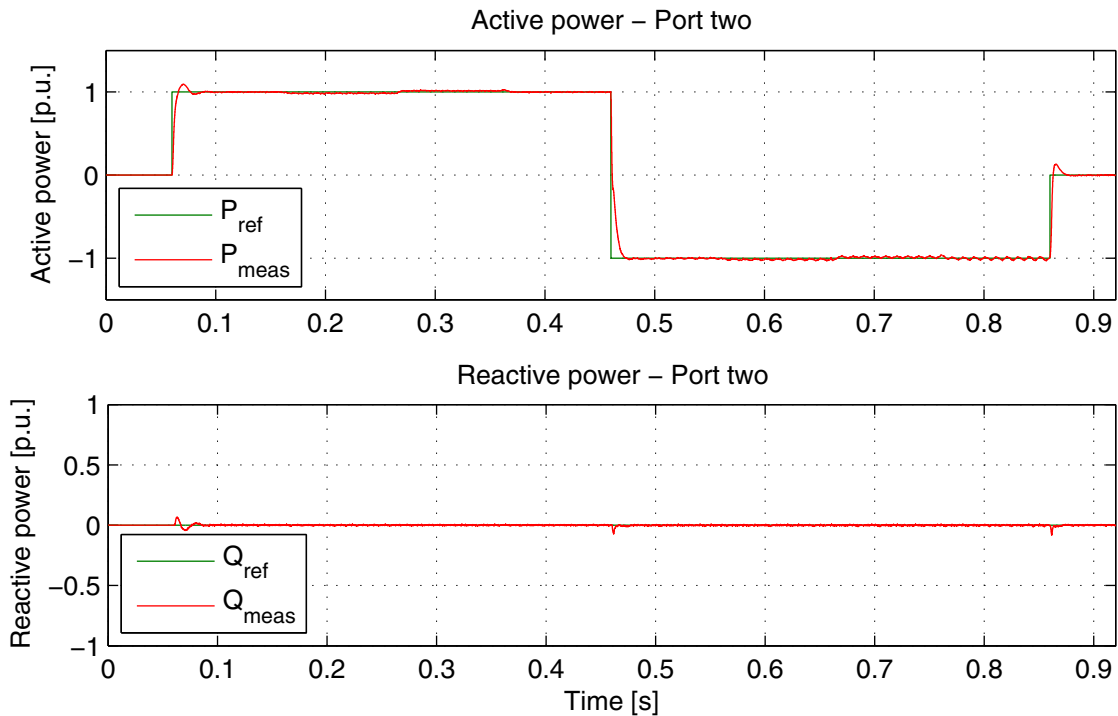 Active power − Port two
Active power [p.u.]
1
0
−1
P_ref
P_meas
0 0.1 0.2 0.3 0.4 0.5 0.6 0.7 0.8 0.9
Reactive power − Port two
Reactive power [p.u.]
1
0.5
0
−0.5
−1
Q_ref
Q_meas
0 0.1 0.2 0.3 0.4 0.5 0.6 0.7 0.8 0.9
Time [s]